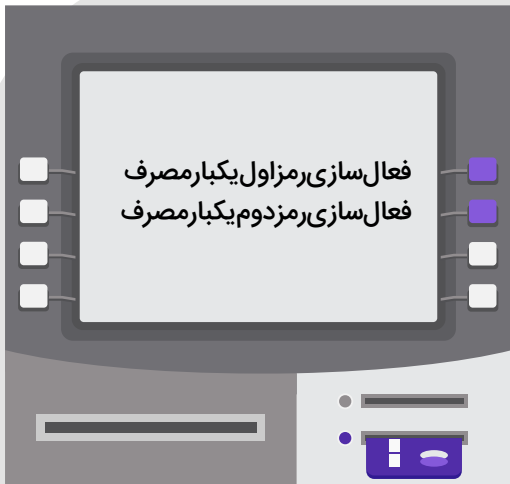 فعال‌سازی رمز اول یکبار مصرف
فعال‌سازی رمز دوم یکبار مصرف